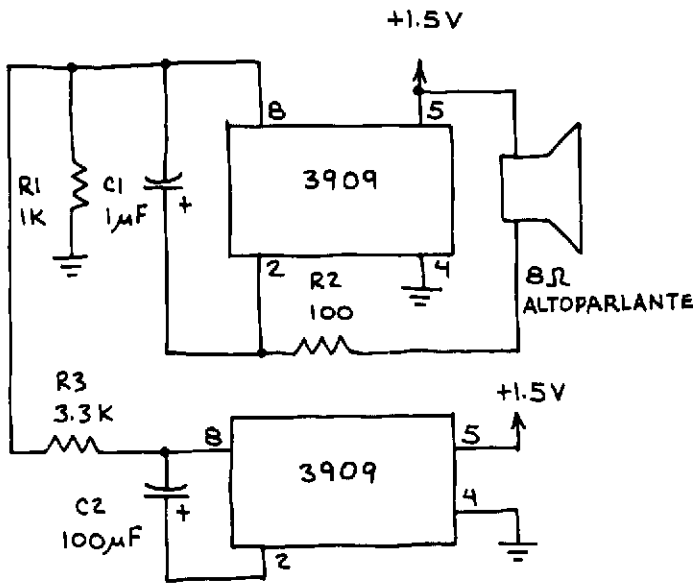 +1.5V
8
5
R1
1K
C1
1µF
+
3909
2
4
R2
100
8Ω
ALTOPARLANTE
R3
3.3K
+1.5V
8
5
3909
4
C2
100µF
+
2